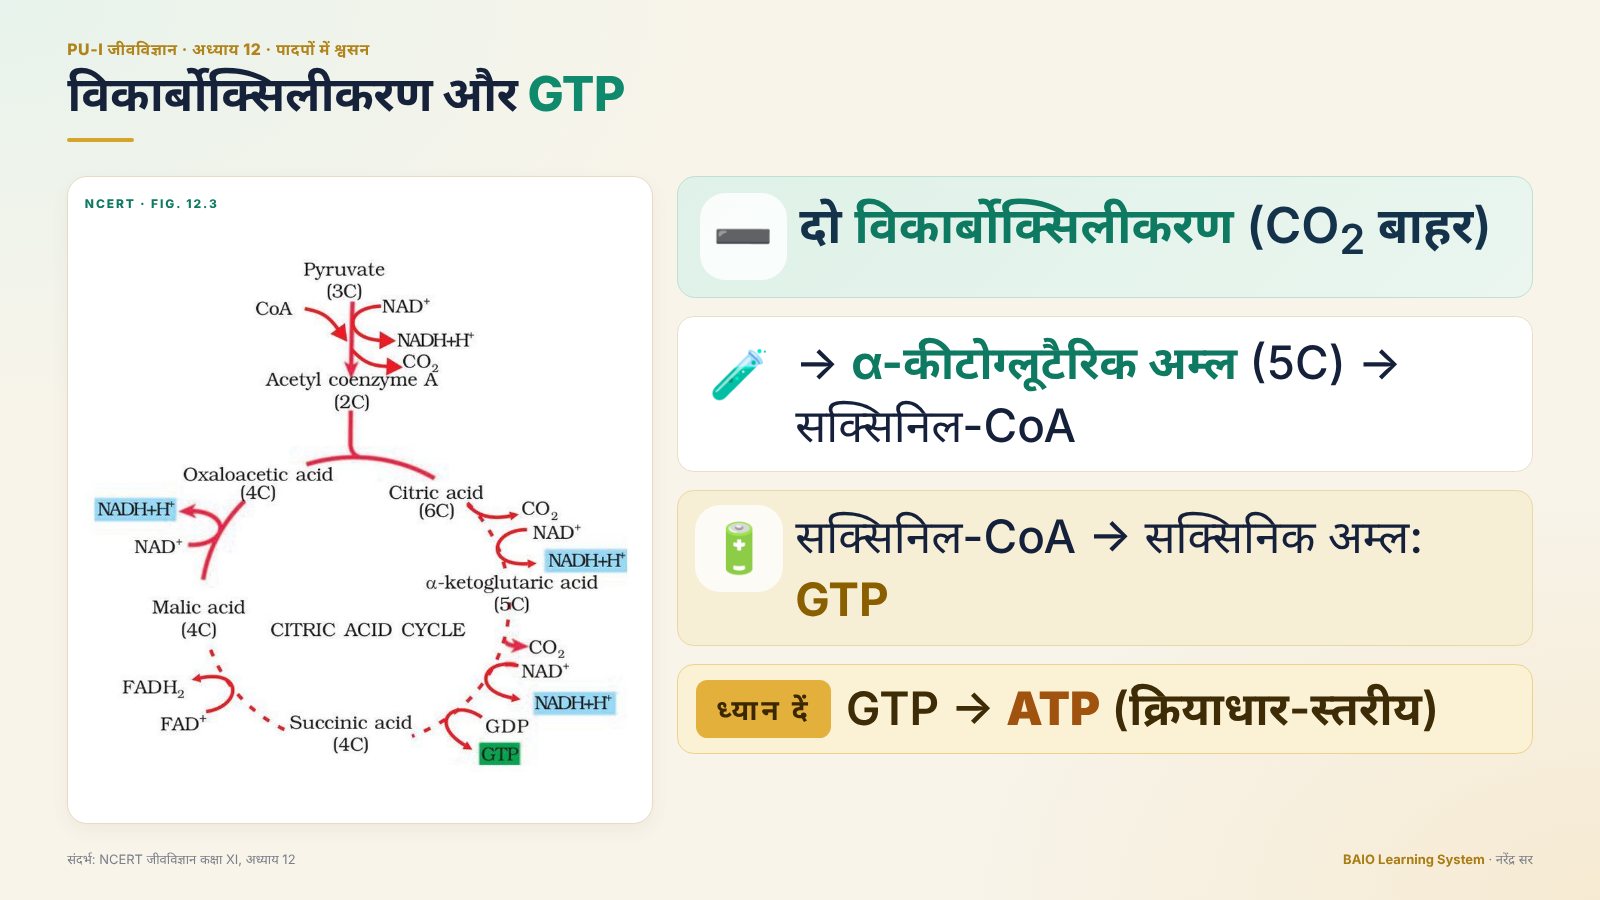 PU-I जीवविज्ञान · अध्याय 12 · पादपों में श्वसन
विकार्बोक्सिलीकरण और GTP
NCERT · FIG. 12.3
Pyruvate
(3C)
CoA
NAD⁺
NADH+H⁺
CO₂
Acetyl coenzyme A
(2C)
Oxaloacetic acid
(4C)
Citric acid
(6C)
NADH+H⁺
NAD⁺
CO₂
NAD⁺
NADH+H⁺
α-ketoglutaric acid
(5C)
Malic acid
(4C)
CITRIC ACID CYCLE
CO₂
NAD⁺
NADH+H⁺
FADH₂
FAD⁺
Succinic acid
(4C)
GDP
GTP
दो विकार्बोक्सिलीकरण (CO₂ बाहर)
→ α-कीटोग्लूटैरिक अम्ल (5C) →
सक्सिनिल-CoA
सक्सिनिल-CoA → सक्सिनिक अम्ल:
GTP
ध्यान दें GTP → ATP (क्रियाधार-स्तरीय)
संदर्भ: NCERT जीवविज्ञान कक्षा XI, अध्याय 12
BAIO Learning System · नरेंद्र सर